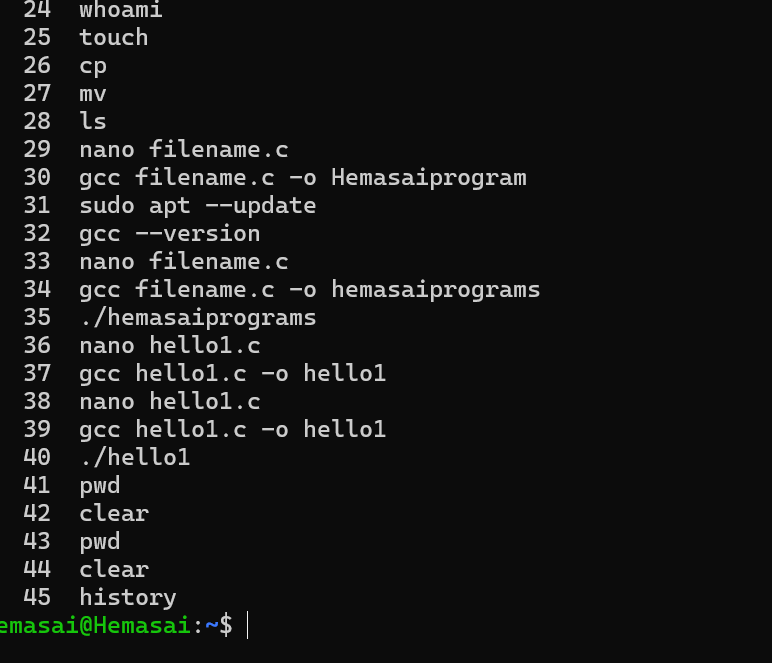 24 whoami
25 touch
26 cp
27 mv
28 ls
29 nano filename.c
30 gcc filename.c -o Hemasaiprogram
31 sudo apt --update
32 gcc --version
33 nano filename.c
34 gcc filename.c -o hemasaiprograms
35 ./hemasaiprograms
36 nano hello1.c
37 gcc hello1.c -o hello1
38 nano hello1.c
39 gcc hello1.c -o hello1
40 ./hello1
41 pwd
42 clear
43 pwd
44 clear
45 history
emasai@Hemasai:~$